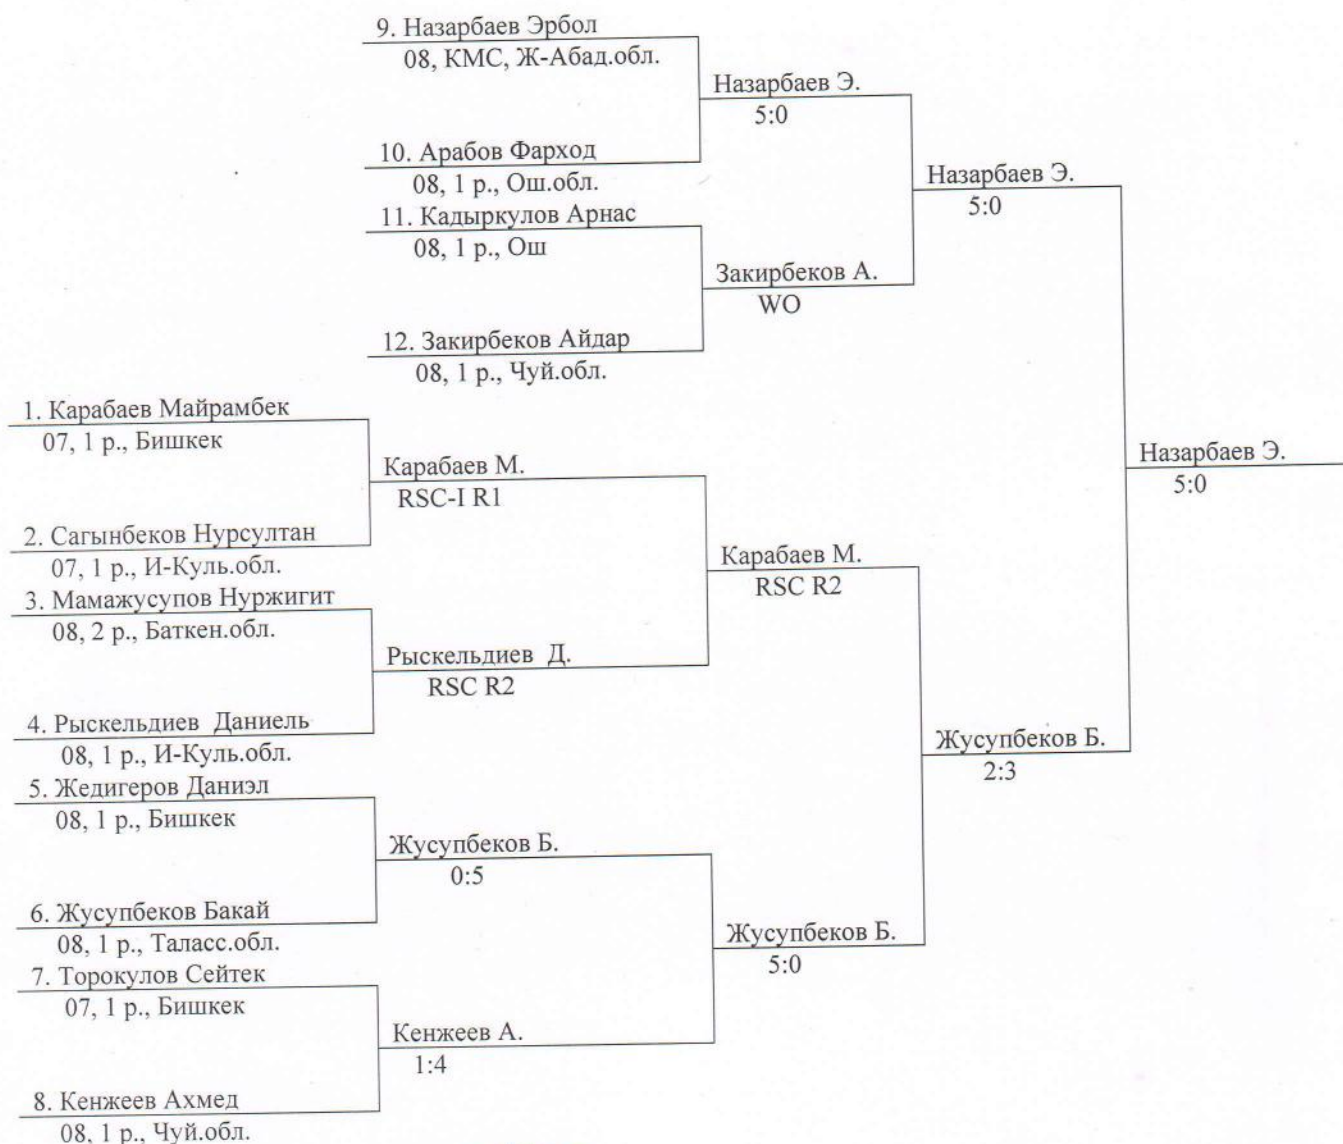 9. Назарбаев Эрбол
08, КМС, Ж-Абад.обл.
Назарбаев Э.
5:0
10. Арабов Фарход
08, 1 р., Ош.обл.
Назарбаев Э.
5:0
11. Кадыркулов Арнас
08, 1 р., Ош
Закирбеков А.
WO
12. Закирбеков Айдар
08, 1 р., Чуй.обл.
1. Карабаев Майрамбек
07, 1 р., Бишкек
Назарбаев Э.
5:0
Карабаев М.
RSC-I R1
2. Сагынбеков Нурсултан
07, 1 р., И-Куль.обл.
Карабаев М.
RSC R2
3. Мамажусупов Нуржигит
08, 2 р., Баткен.обл.
Рыскельдиев Д.
RSC R2
4. Рыскельдиев Даниель
08, 1 р., И-Куль.обл.
Жусупбеков Б.
2:3
5. Жедигеров Даниэл
08, 1 р., Бишкек
Жусупбеков Б.
0:5
6. Жусупбеков Бакай
08, 1 р., Таласс.обл.
Жусупбеков Б.
5:0
7. Торокулов Сейтек
07, 1 р., Бишкек
Кенжеев А.
1:4
8. Кенжеев Ахмед
08, 1 р., Чуй.обл.